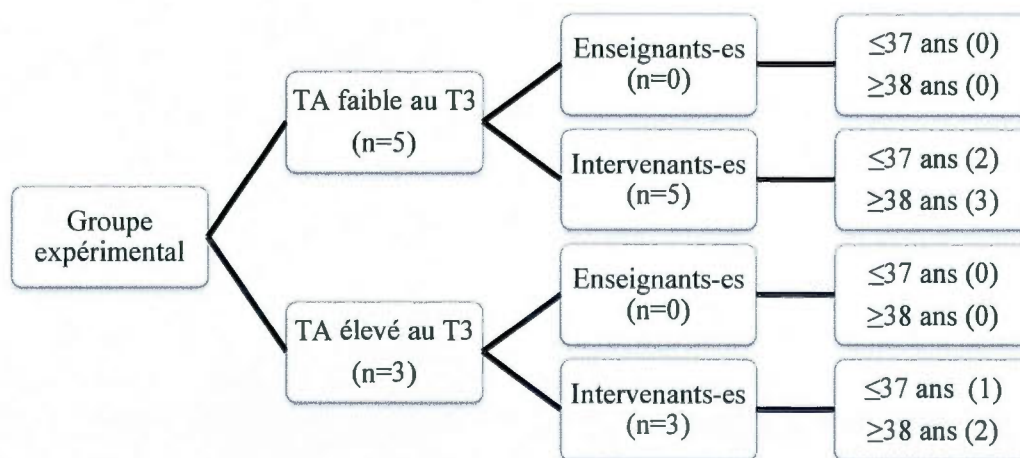 Groupe
expérimental
TA faible au T3
(n=5)
Enseignants-es
(n=0)
≤37 ans (0)
≥38 ans (0)
Intervenants-es
(n=5)
≤37 ans (2)
≥38 ans (3)
TA élevé au T3
(n=3)
Enseignants-es
(n=0)
≤37 ans (0)
≥38 ans (0)
Intervenants-es
(n=3)
≤37 ans (1)
≥38 ans (2)